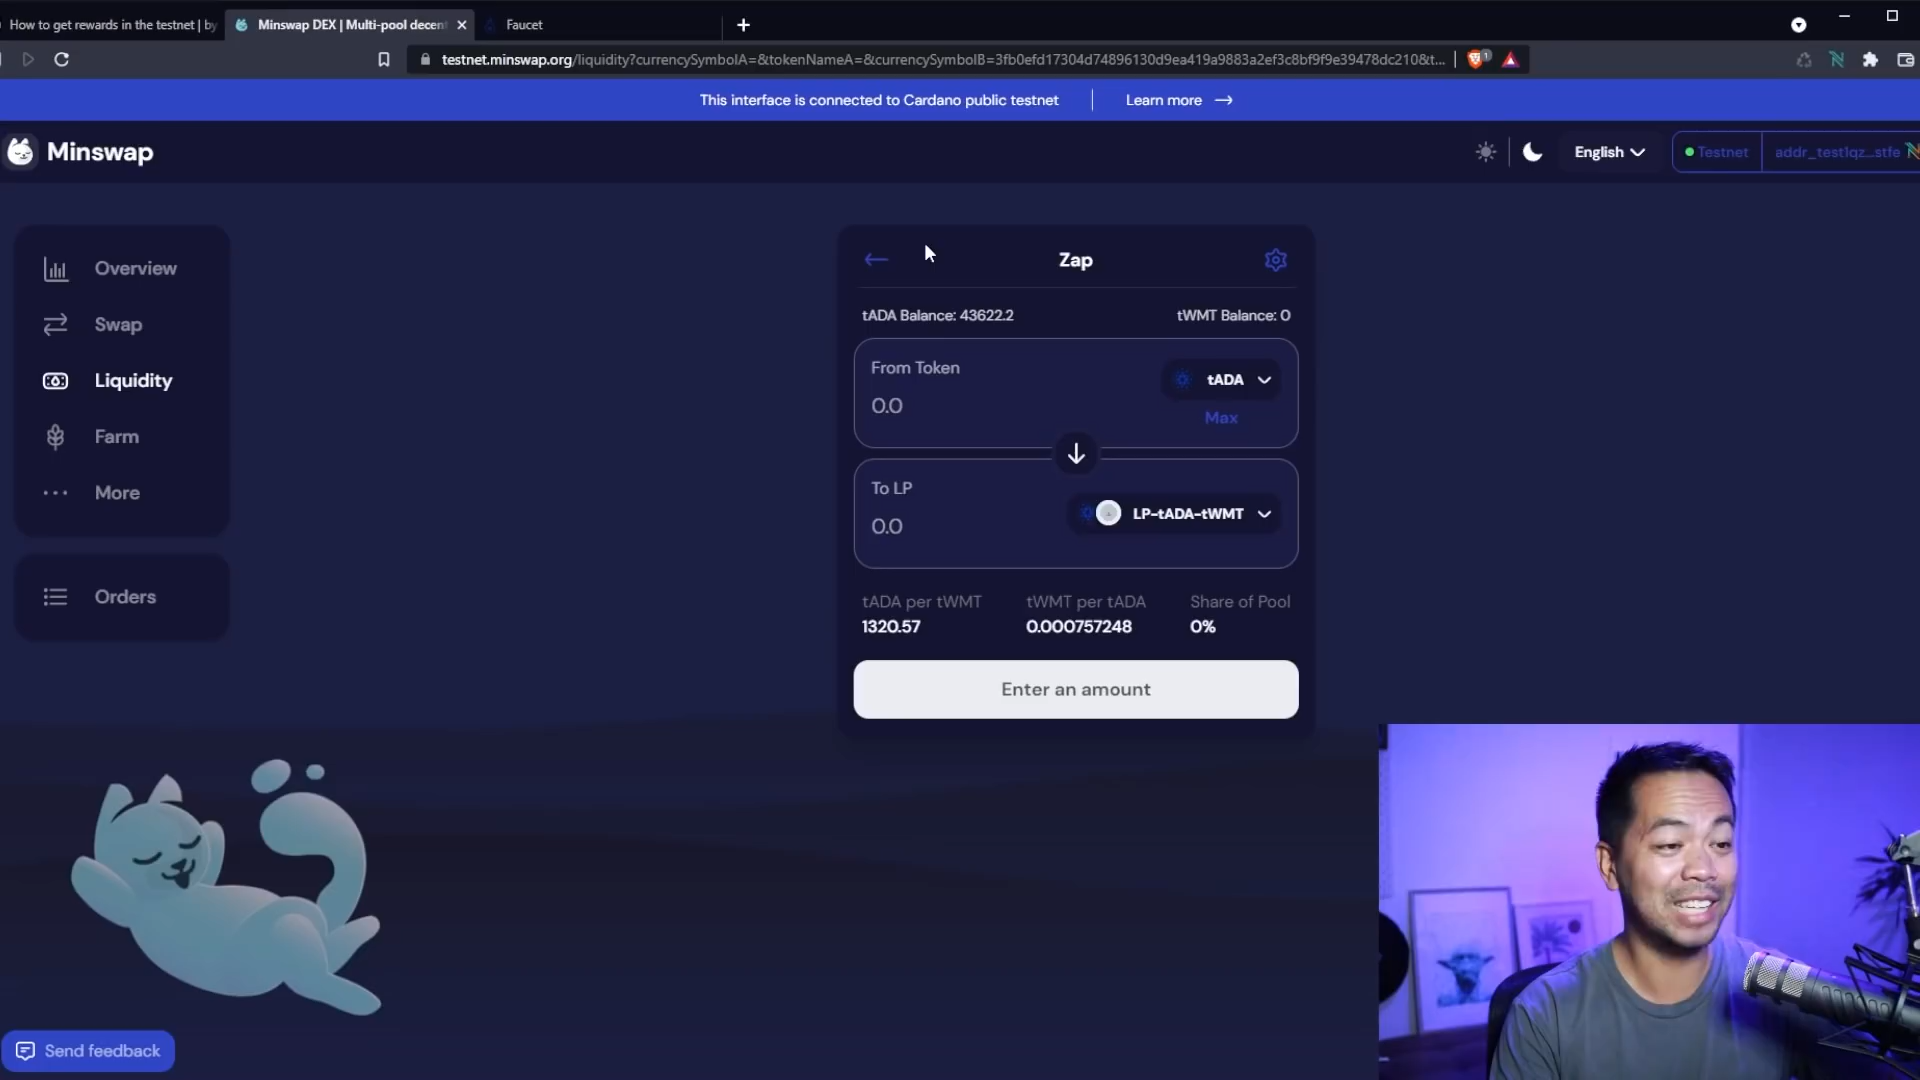 How to get rewards in the testnet | by
Minswap DEX | Multi-pool decen
Faucet
testnet.minswap.org/liquidity?currencySymbolA=&tokenNameA=&currencySymbolB=3fb0efd17304d74896130d9ea419a9883a2ef3c8bf9f9e39478dc210&t...
1
This interface is connected to Cardano public testnet
Learn more
Minswap
English
Testnet
addr_test1qz...stfe
Overview
Swap
Liquidity
Farm
More
Orders
Zap
tADA Balance: 43622.2
tWMT Balance: 0
From Token
tADA
0.0
Max
To LP
LP-tADA-tWMT
0.0
tADA per tWMT
tWMT per tADA
Share of Pool
1320.57
0.000757248
0%
Enter an amount
Send feedback